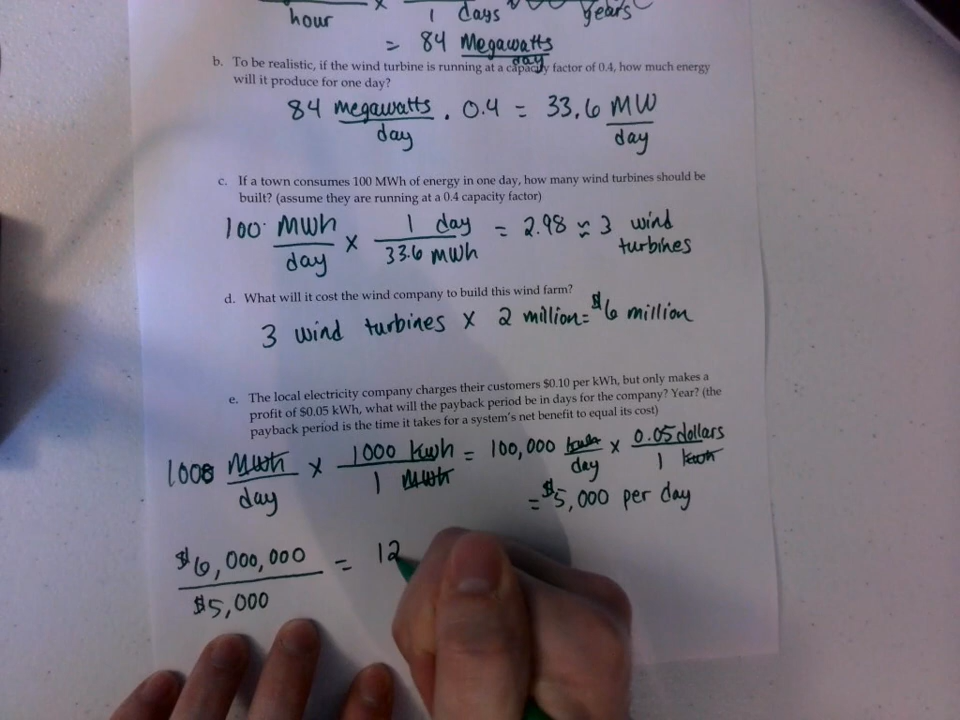 hour × 1 days years
= 84 Megawatts
day
b. To be realistic, if the wind turbine is running at a capacity factor of 0.4, how much energy
will it produce for one day?
84 megawatts/day . 0.4 = 33.6 MW/day
c. If a town consumes 100 MWh of energy in one day, how many wind turbines should be
built? (assume they are running at a 0.4 capacity factor)
100 MWh/day × 1 day/33.6 MWh = 2.98 ≈ 3 wind
turbines
d. What will it cost the wind company to build this wind farm?
3 wind turbines × 2 million = $6 million
e. The local electricity company charges their customers $0.10 per kWh, but only makes a
profit of $0.05 kWh, what will the payback period be in days for the company? Year? (the
payback period is the time it takes for a system's net benefit to equal its cost)
1000 MWh/day × 1000 kwh/1 MWh = 100,000 kwh/day × 0.05 dollars/1 kwh
= $5,000 per day
$6,000,000/$5,000 = 12